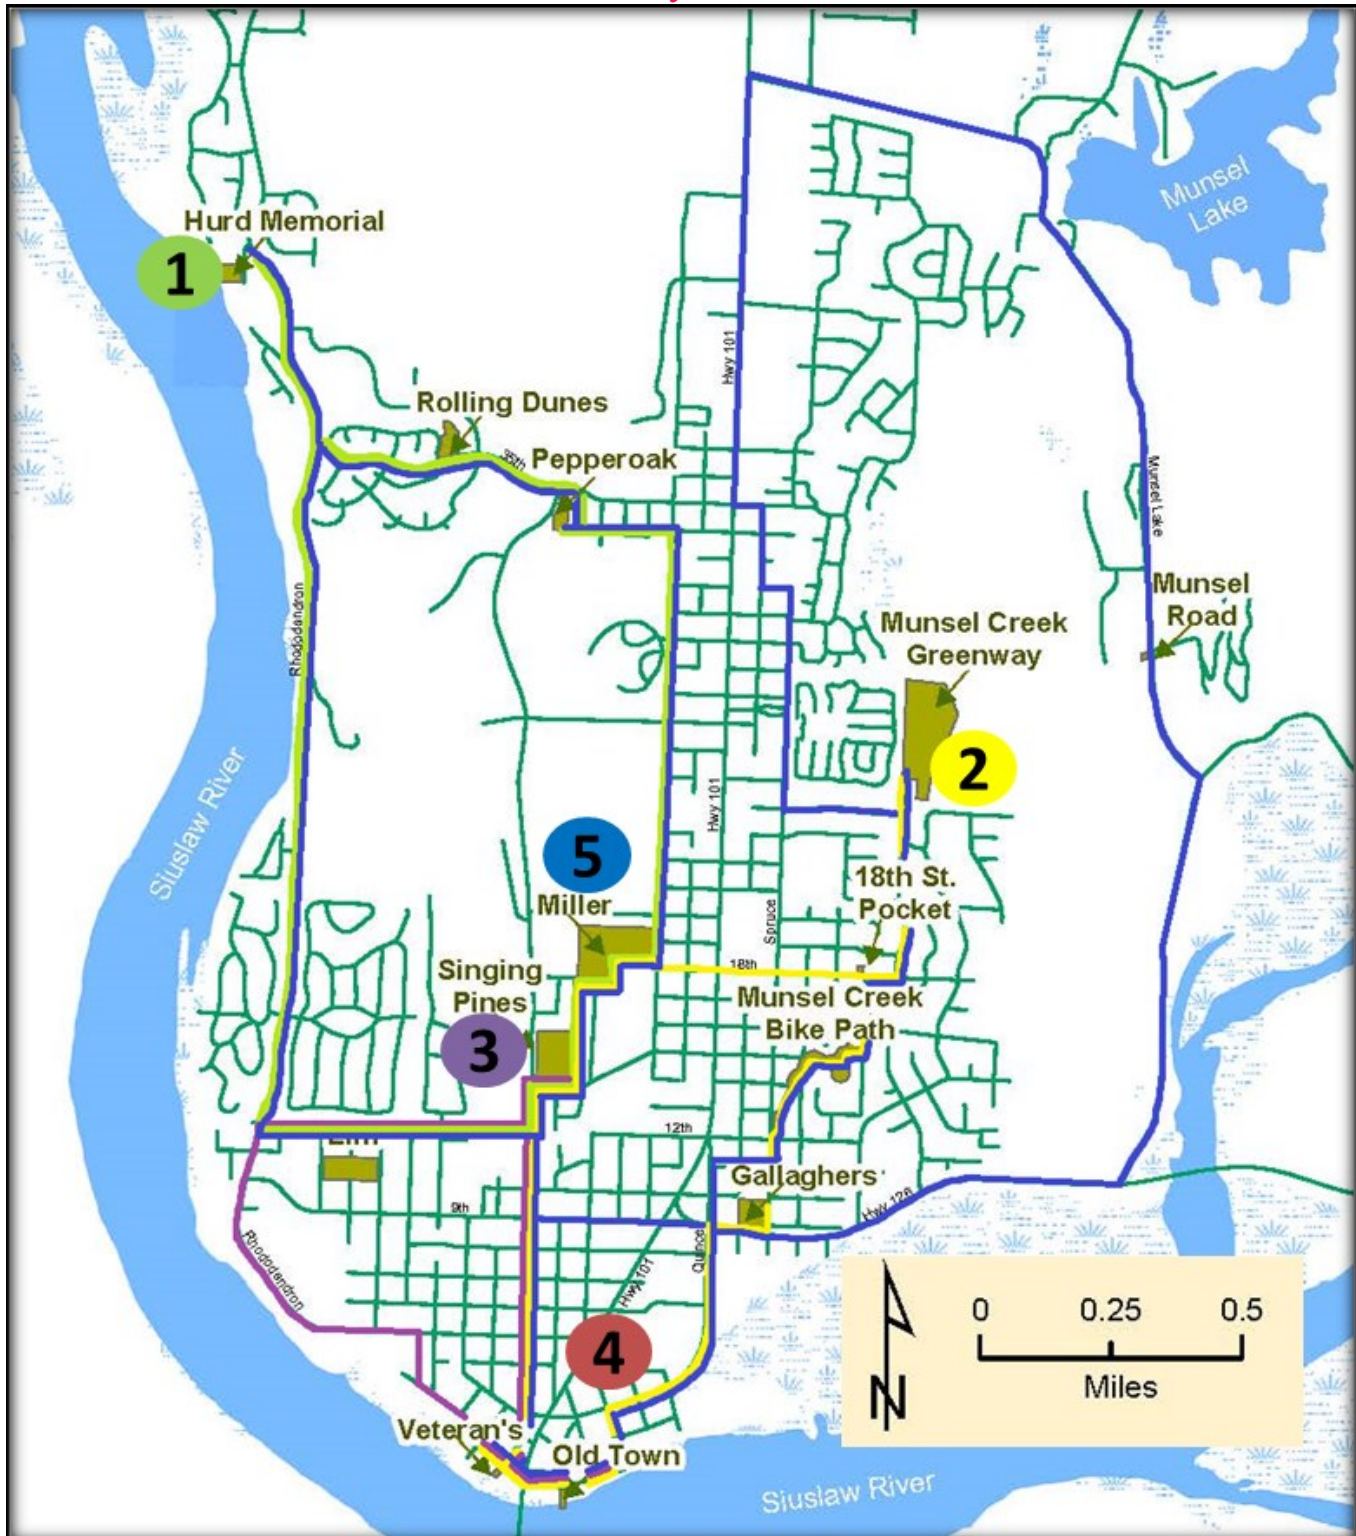 Munsel
Lake
Hurd Memorial
1
Hwy 101
Rolling Dunes
35th
Pepperoak
Munsel Lake
Munsel
Road
Rhododendron
Munsel Creek
Greenway
2
Siuslaw River
Hwy 101
5
Miller
18th St.
Pocket
Spruce
18th
Singing
Pines
3
Munsel Creek
Bike Path
12th
Gallaghers
9th
Hwy 126
Quince
Rhododendron
Hwy 101
4
0 0.25 0.5
Miles
N
Veteran's
Old Town
Siuslaw River